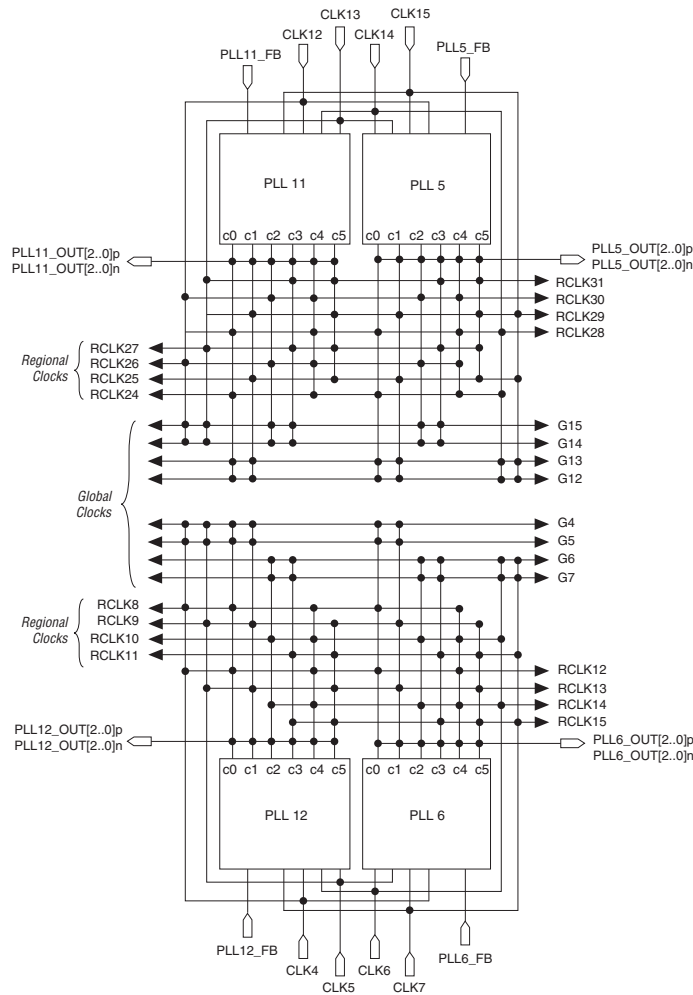 CLK13
CLK15
CLK12
CLK14
PLL11_FB
PLL5_FB
PLL 11
PLL 5
c0 c1 c2 c3 c4 c5
c0 c1 c2 c3 c4 c5
PLL11_OUT[2..0]p
PLL11_OUT[2..0]n
PLL5_OUT[2..0]p
PLL5_OUT[2..0]n
RCLK31
RCLK30
RCLK29
RCLK28
Regional
Clocks
RCLK27
RCLK26
RCLK25
RCLK24
G15
G14
G13
G12
Global
Clocks
G4
G5
G6
G7
Regional
Clocks
RCLK8
RCLK9
RCLK10
RCLK11
RCLK12
RCLK13
RCLK14
RCLK15
PLL12_OUT[2..0]p
PLL12_OUT[2..0]n
PLL6_OUT[2..0]p
PLL6_OUT[2..0]n
c0 c1 c2 c3 c4 c5
c0 c1 c2 c3 c4 c5
PLL 12
PLL 6
PLL12_FB
PLL6_FB
CLK4
CLK6
CLK5
CLK7